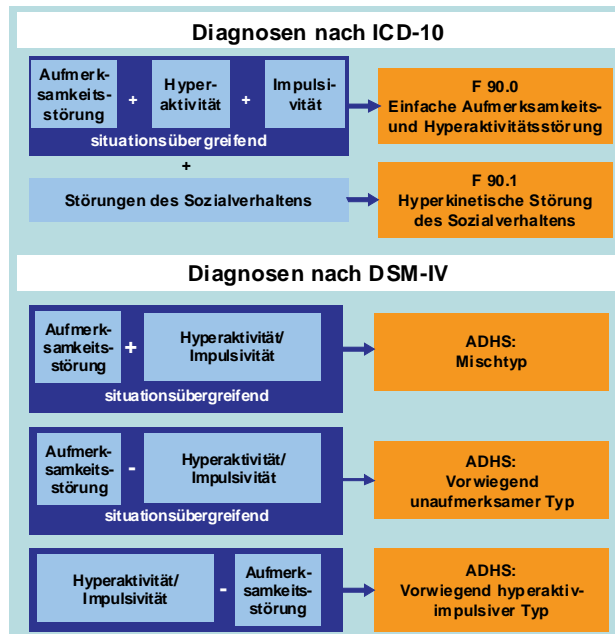 Diagnosen nach ICD-10
Aufmerk-
samkeits-
störung
+
Hyper-
aktivität
+
Impulsi-
vität
situationsübergreifend
F 90.0
Einfache Aufmerksamkeits-
und Hyperaktivitätsstörung
+
Störungen des Sozialverhaltens
F 90.1
Hyperkinetische Störung
des Sozialverhaltens
Diagnosen nach DSM-IV
Aufmerk-
samkeits-
störung
+
Hyperaktivität/
Impulsivität
situationsübergreifend
ADHS:
Mischtyp
Aufmerk-
samkeits-
störung
-
Hyperaktivität/
Impulsivität
situationsübergreifend
ADHS:
Vorwiegend
unaufmerksamer Typ
Hyperaktivität/
Impulsivität
-
Aufmerk-
samkeits-
störung
ADHS:
Vorwiegend hyperaktiv-
impulsiver Typ